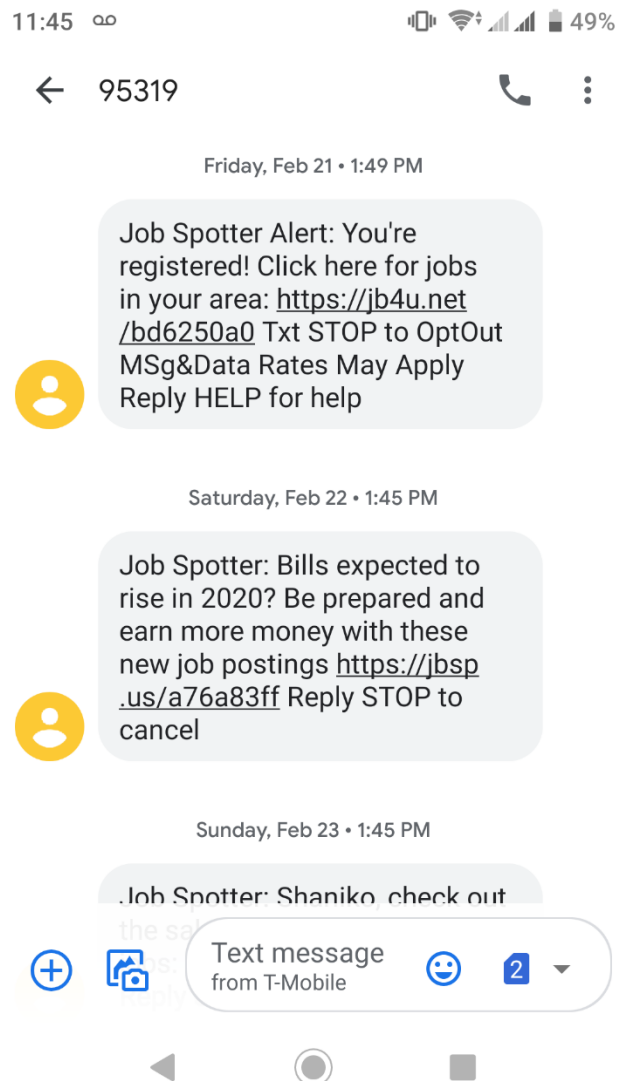 11:45
49%
95319
Friday, Feb 21 • 1:49 PM
Job Spotter Alert: You're
registered! Click here for jobs
in your area: https://jb4u.net
/bd6250a0 Txt STOP to OptOut
MSg&Data Rates May Apply
Reply HELP for help
Saturday, Feb 22 • 1:45 PM
Job Spotter: Bills expected to
rise in 2020? Be prepared and
earn more money with these
new job postings https://jbsp
.us/a76a83ff Reply STOP to
cancel
Sunday, Feb 23 • 1:45 PM
Job Spotter: Shaniko, check out
the
Text message
from T-Mobile
2
Reply